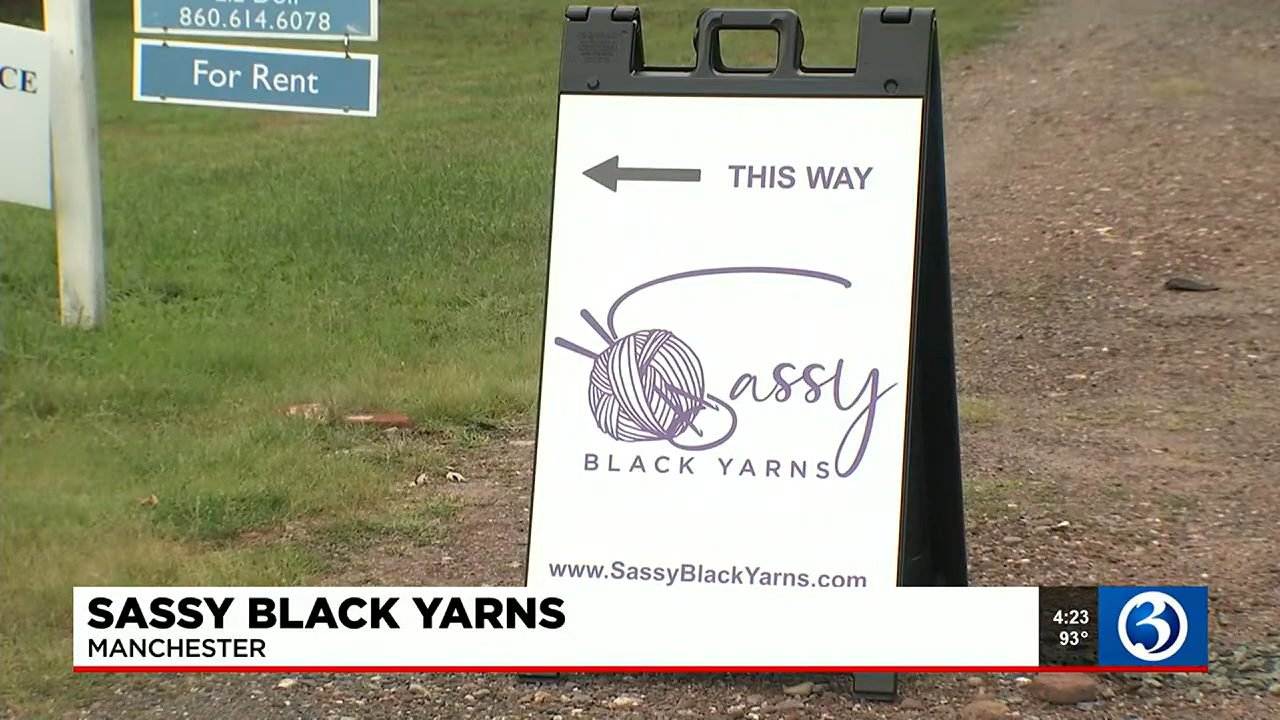 860.614.6078
For Rent
CE
THIS WAY
Sassy
BLACK YARNS
www.SassyBlackYarns.com
SASSY BLACK YARNS
MANCHESTER
4:23
93°
3